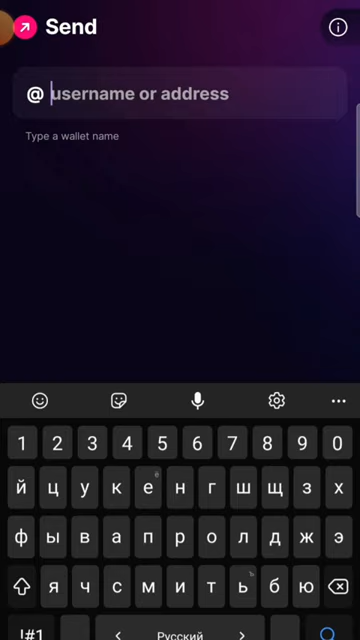 Send
@ username or address
Type a wallet name
1 2 3 4 5 6 7 8 9 0
й ц у к е ё н г ш щ з х
ф ы в а п р о л д ж э
я ч с м и т ь ъ б ю
!#1 < Русский >